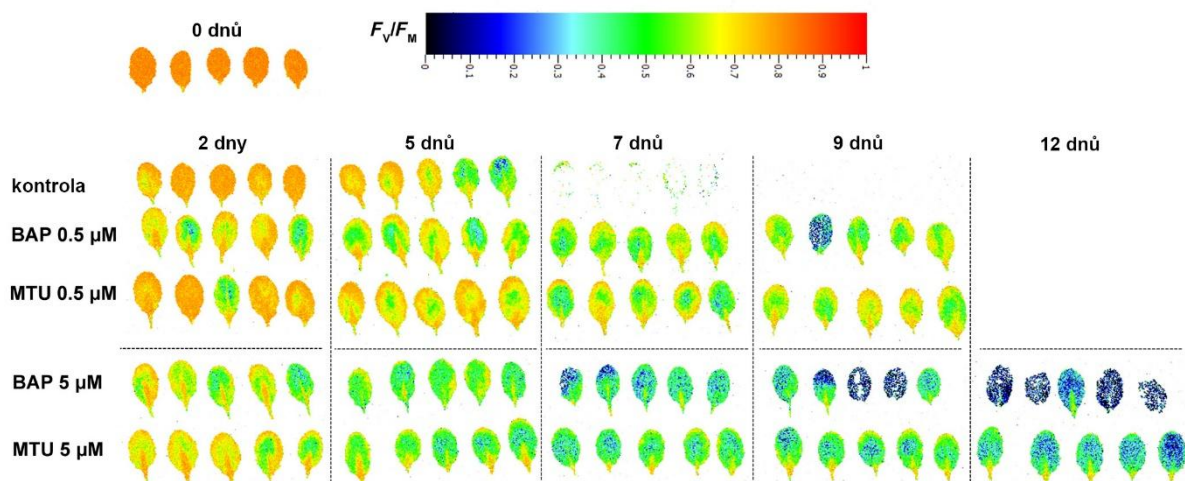 0 dnů
FV/FM
0 0.1 0.2 0.3 0.4 0.5 0.6 0.7 0.8 0.9 1
2 dny 5 dnů 7 dnů 9 dnů 12 dnů
kontrola
BAP 0.5 µM
MTU 0.5 µM
BAP 5 µM
MTU 5 µM